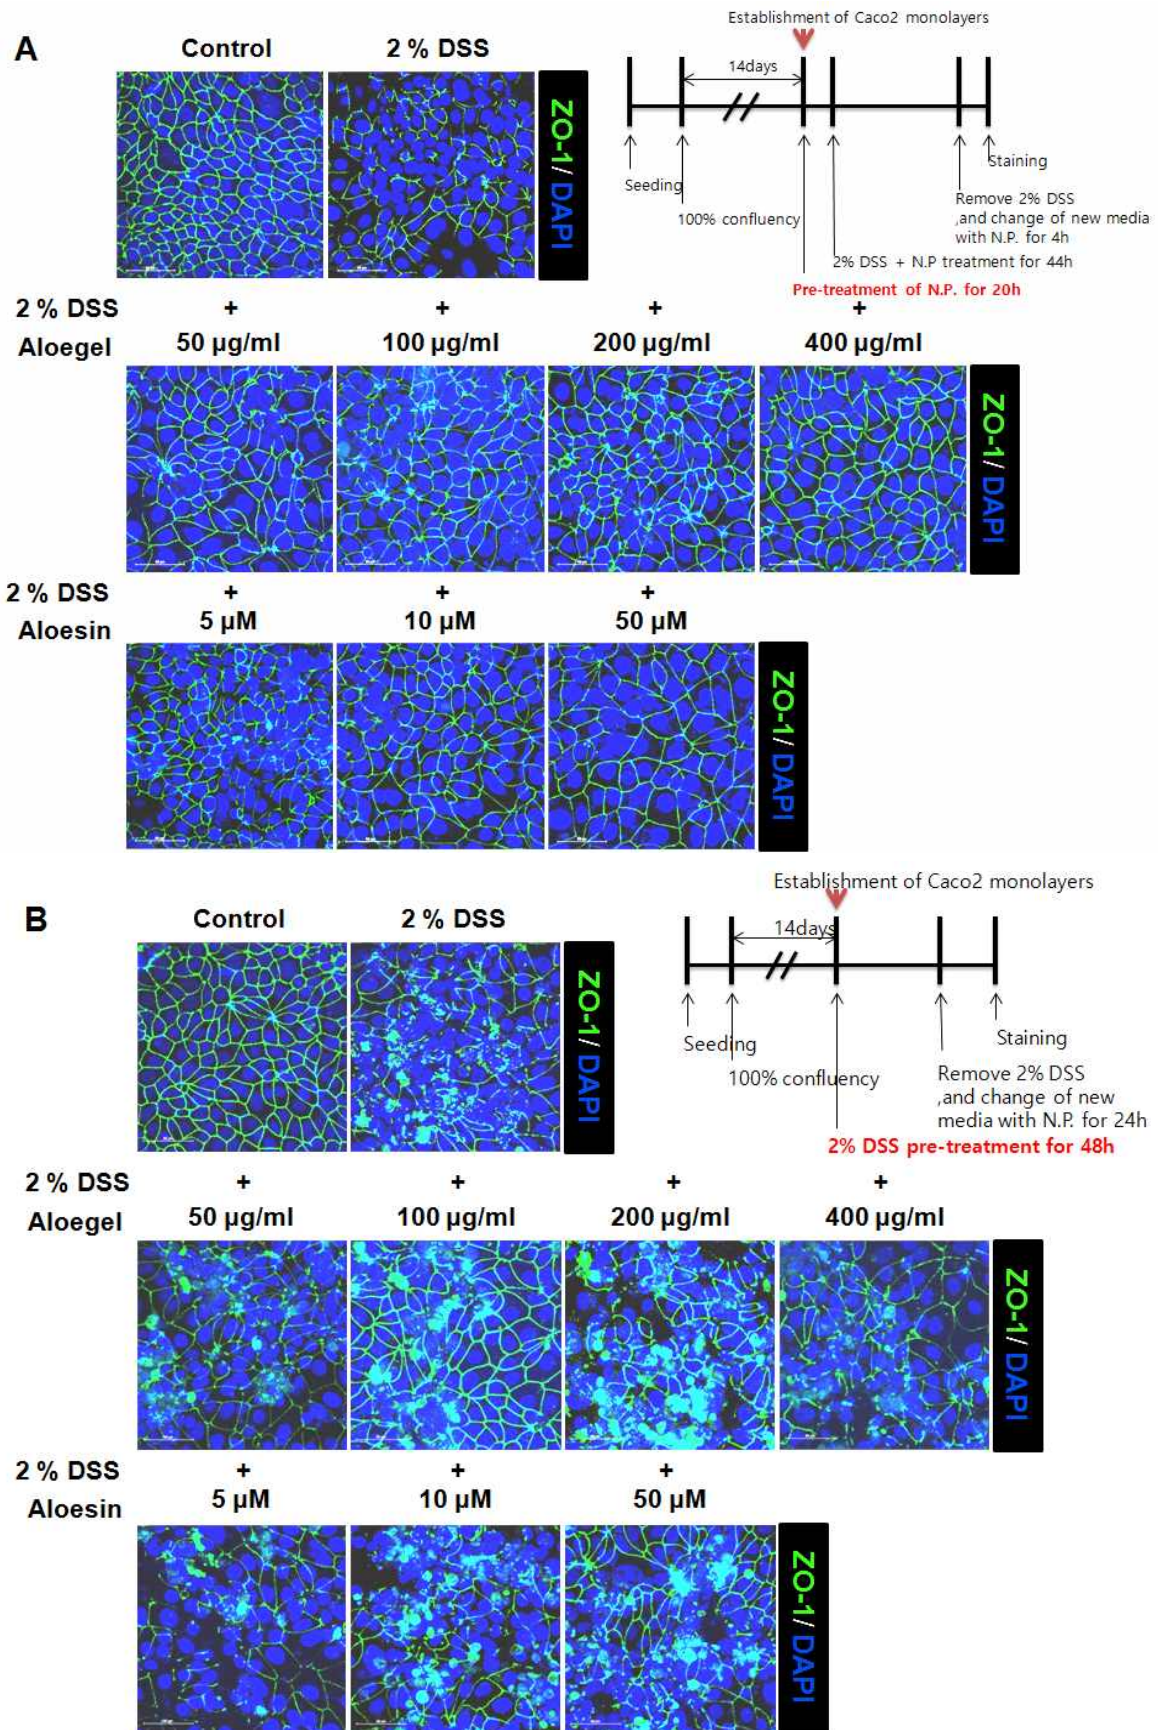 A
Control
2 % DSS
ZO-1/ DAPI
Establishment of Caco2 monolayers
14days
Seeding
100% confluency
Staining
Remove 2% DSS
,and change of new media
with N.P. for 4h
2% DSS + N.P treatment for 44h
Pre-treatment of N.P. for 20h
2 % DSS + + + +
Aloegel 50 µg/ml 100 µg/ml 200 µg/ml 400 µg/ml
ZO-1/ DAPI
2 % DSS + + +
Aloesin 5 µM 10 µM 50 µM
ZO-1/ DAPI
B
Control
2 % DSS
ZO-1/ DAPI
Establishment of Caco2 monolayers
14days
Seeding
100% confluency
Staining
Remove 2% DSS
,and change of new
media with N.P. for 24h
2% DSS pre-treatment for 48h
2 % DSS + + + +
Aloegel 50 µg/ml 100 µg/ml 200 µg/ml 400 µg/ml
ZO-1/ DAPI
2 % DSS + + +
Aloesin 5 µM 10 µM 50 µM
ZO-1/ DAPI